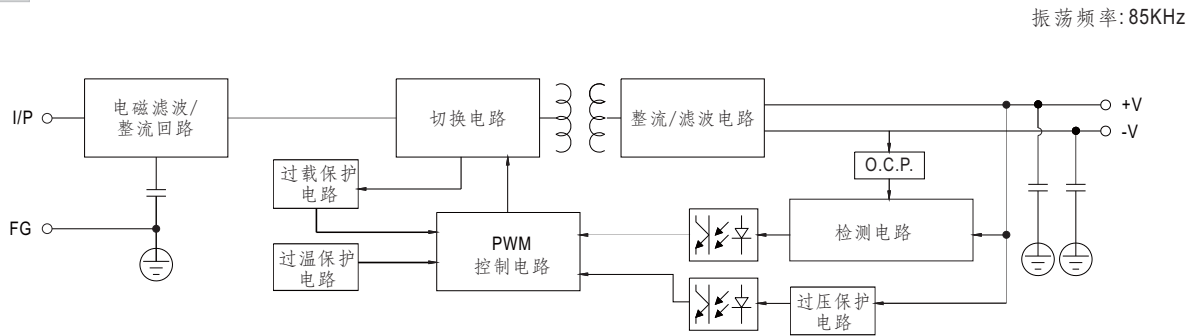 振荡频率: 85KHz
I/P
电磁滤波/
整流回路
切换电路
整流/滤波电路
+V
-V
O.C.P.
过载保护
电路
FG
PWM
控制电路
检测电路
过温保护
电路
过压保护
电路